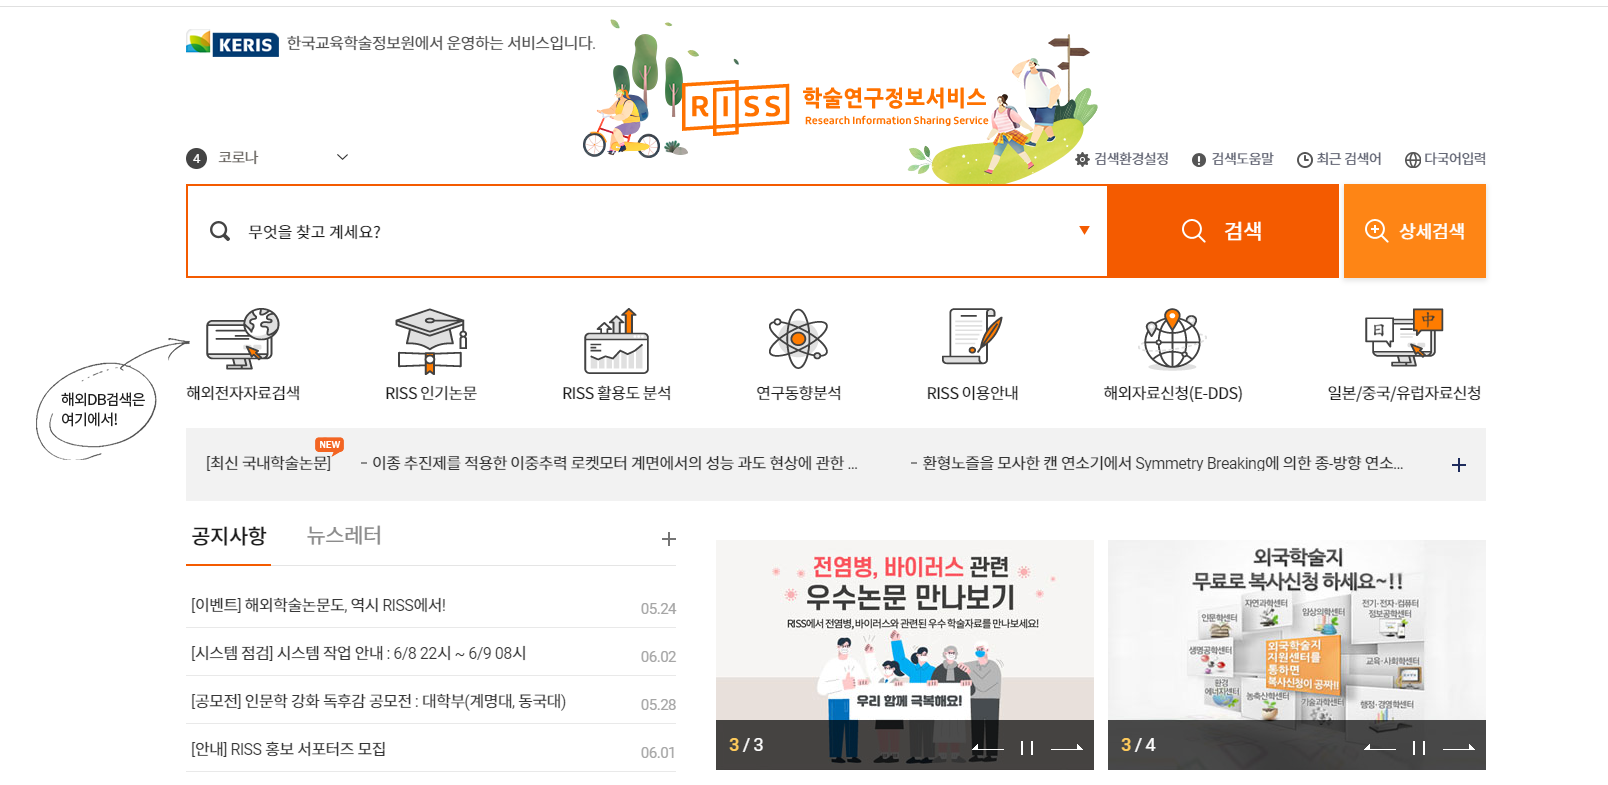 KERIS 한국교육학술정보원에서 운영하는 서비스입니다.
RISS 학술연구정보서비스
Research Information Sharing Service
4 코로나
검색환경설정 검색도움말 최근 검색어 다국어입력
무엇을 찾고 계세요?
검색
상세검색
해외DB검색은
여기에서!
日 中
해외전자자료검색 RISS 인기논문 RISS 활용도 분석 연구동향분석 RISS 이용안내 해외자료신청(E-DDS) 일본/중국/유럽자료신청
NEW
[최신 국내학술논문] - 이종 추진제를 적용한 이중추력 로켓모터 계면에서의 성능 과도 현상에 관한 ... - 환형노즐을 모사한 캔 연소기에서 Symmetry Breaking에 의한 종-방향 연소...
공지사항 뉴스레터
[이벤트] 해외학술논문도, 역시 RISS에서! 05.24
[시스템 점검] 시스템 작업 안내 : 6/8 22시 ~ 6/9 08시 06.02
[공모전] 인문학 강화 독후감 공모전 : 대학부(계명대, 동국대) 05.28
[안내] RISS 홍보 서포터즈 모집 06.01
전염병, 바이러스 관련
우수논문 만나보기
RISS에서 전염병, 바이러스와 관련된 우수 학술자료를 만나보세요!
우리 함께 극복해요!
3 / 3
외국학술지
무료로 복사신청 하세요~!!
인문학센터
자연과학센터
임상의학센터
전기·전자·컴퓨터
정보공학센터
생명공학센터
외국학술지
지원센터를
통하면
복사신청이 공짜!!
교육·사회학센터
환경
에너지센터
농축산학센터
기술과학센터
행정·경영학센터
3 / 4